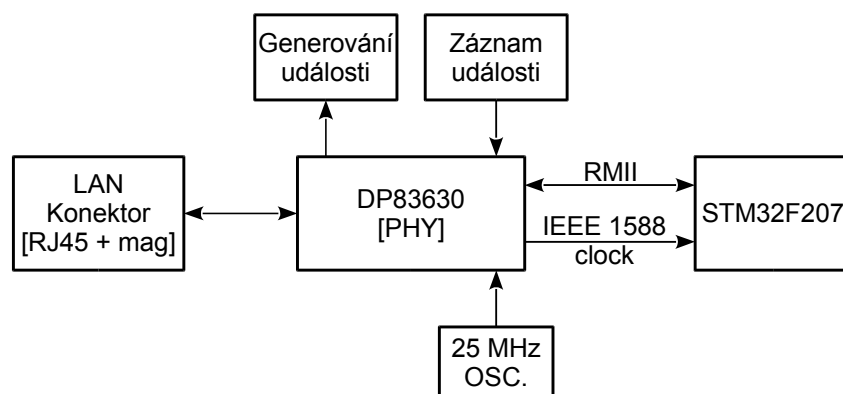 Generování
události
Záznam
události
LAN
Konektor
[RJ45 + mag]
DP83630
[PHY]
RMII
IEEE 1588
clock
STM32F207
25 MHz
OSC.